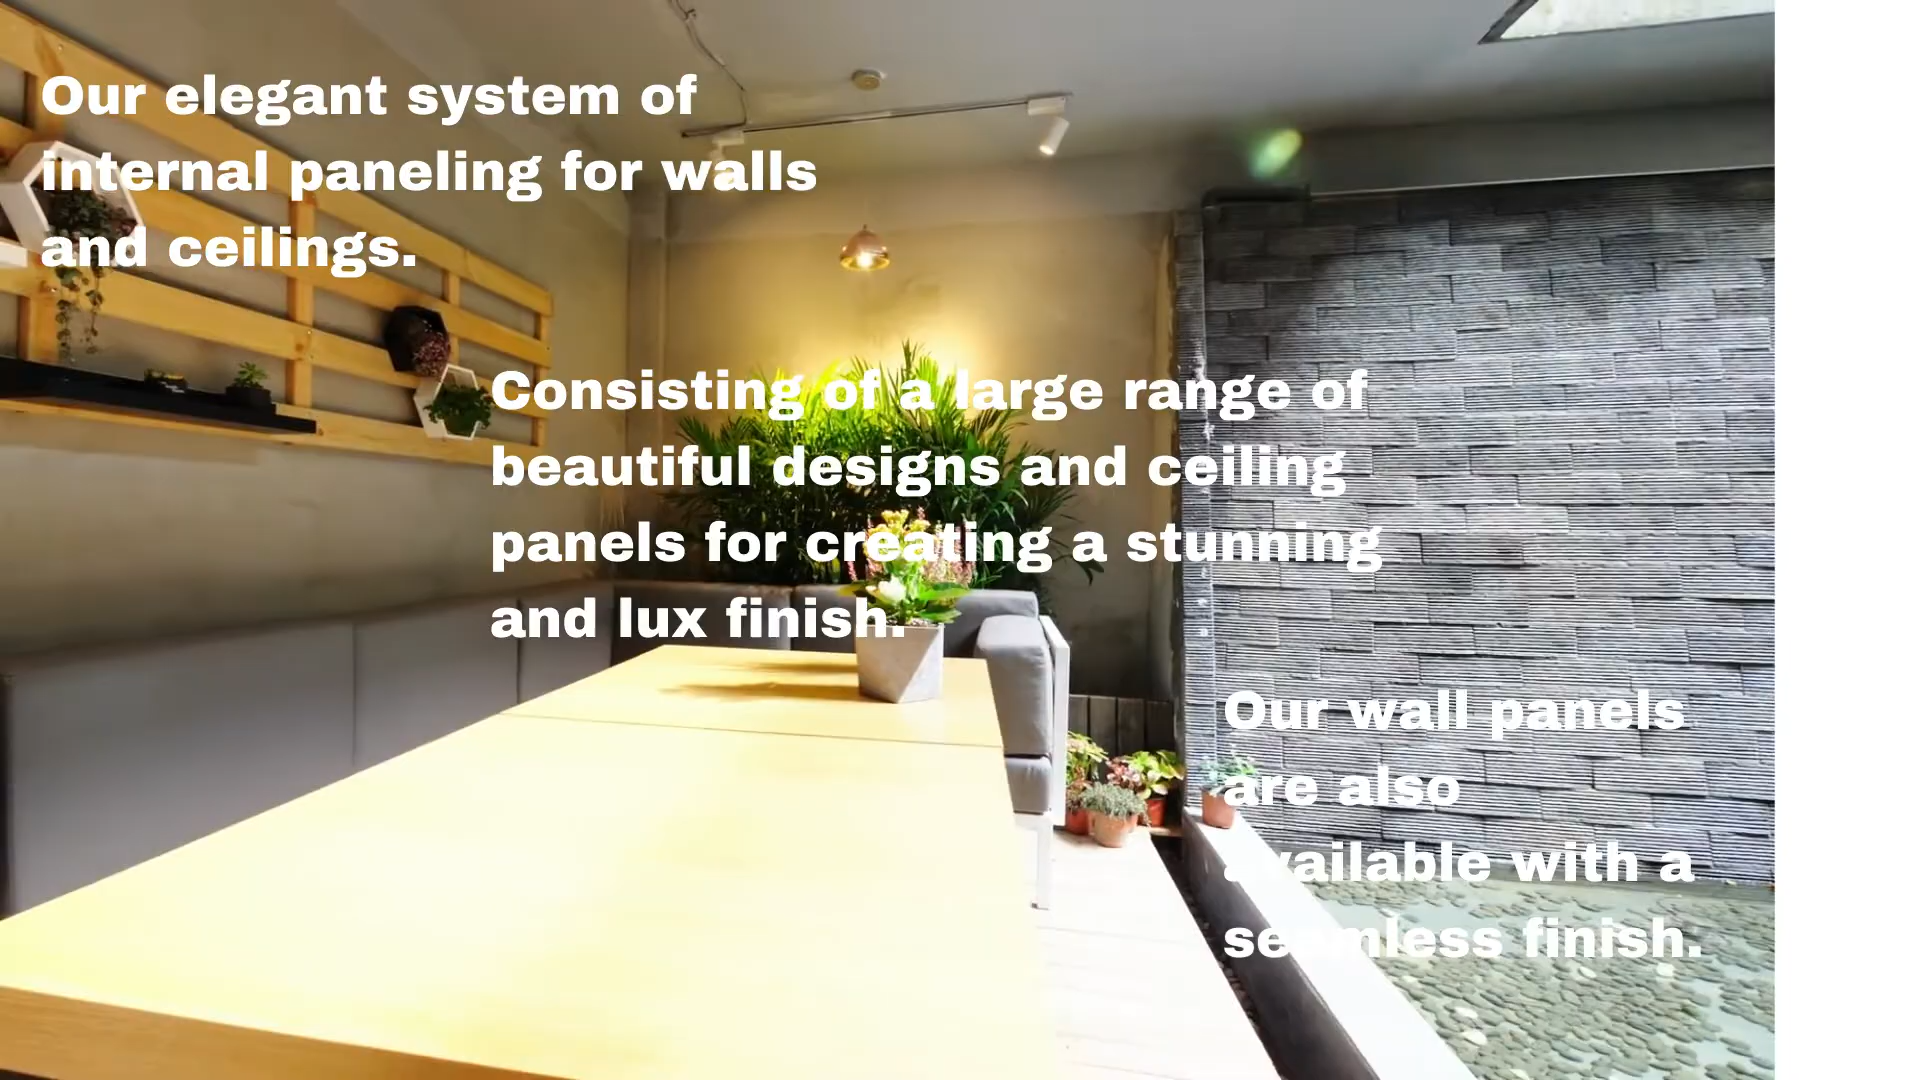 Our elegant system of
internal paneling for walls
and ceilings.
Consisting of a large range of
beautiful designs and ceiling
panels for creating a stunning
and lux finish.
Our wall panels
are also
available with a
seamless finish.